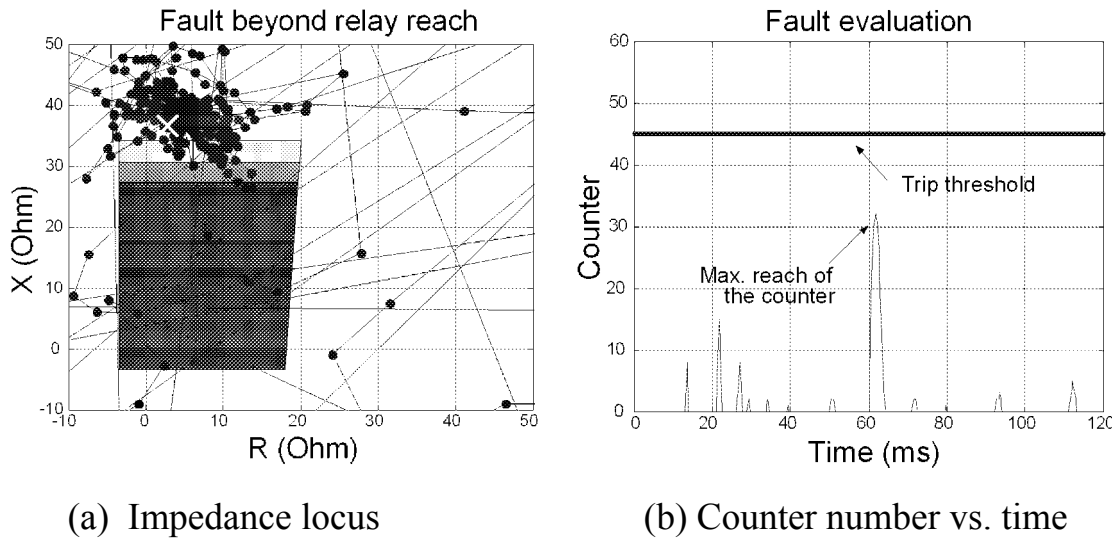 Fault beyond relay reach
50
40
30
20
10
0
-10
X (Ohm)
-10 0 10 20 30 40 50
R (Ohm)
(a) Impedance locus
Fault evaluation
60
50
40
30
20
10
0
Counter
Trip threshold
Max. reach of
the counter
0 20 40 60 80 100 120
Time (ms)
(b) Counter number vs. time